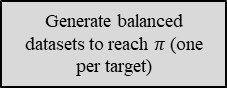 Generate balanced
datasets to reach π (one
per target)